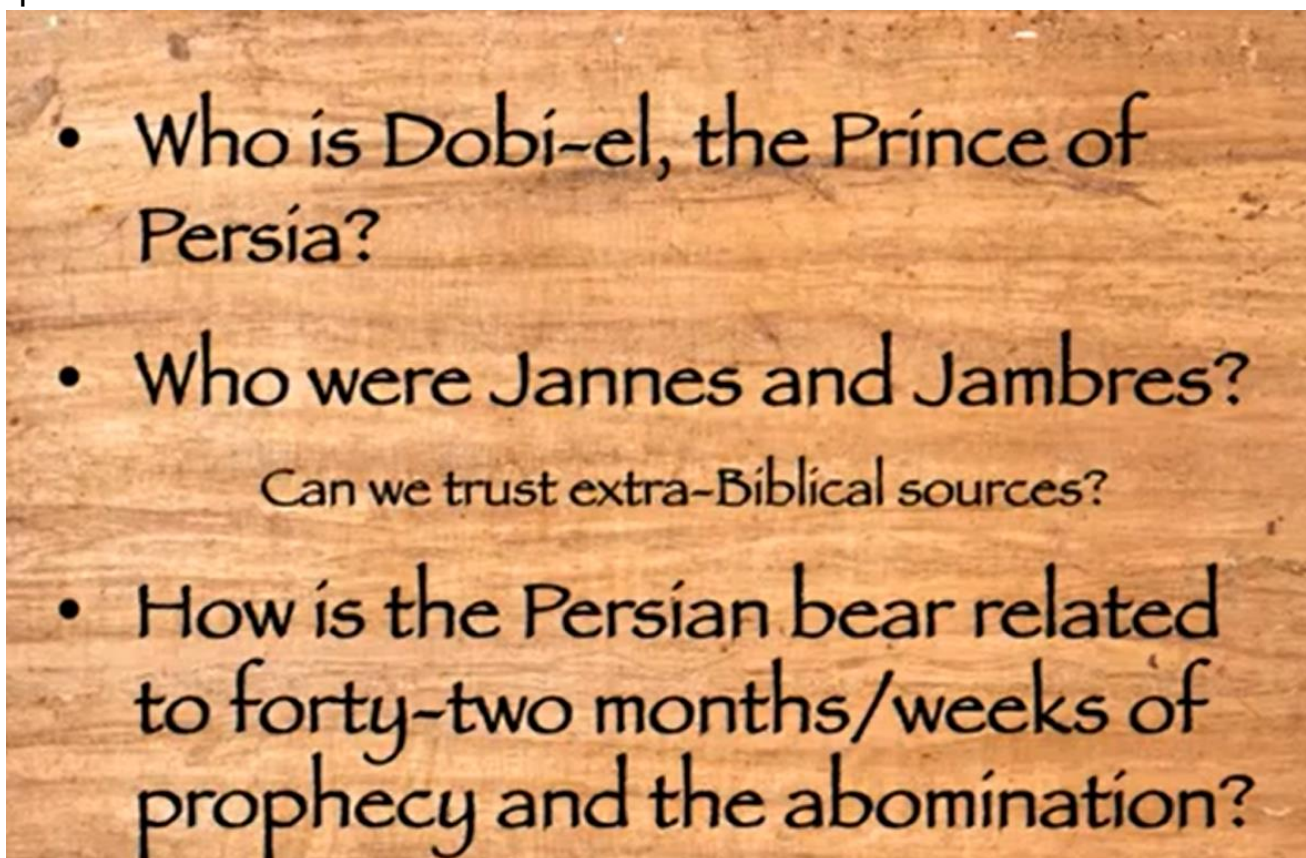 • Who is Dobi-el, the Prince of
Persia?
• Who were Jannes and Jambres?
Can we trust extra-Biblical sources?
• How is the Persian bear related
to forty-two months/weeks of
prophecy and the abomination?